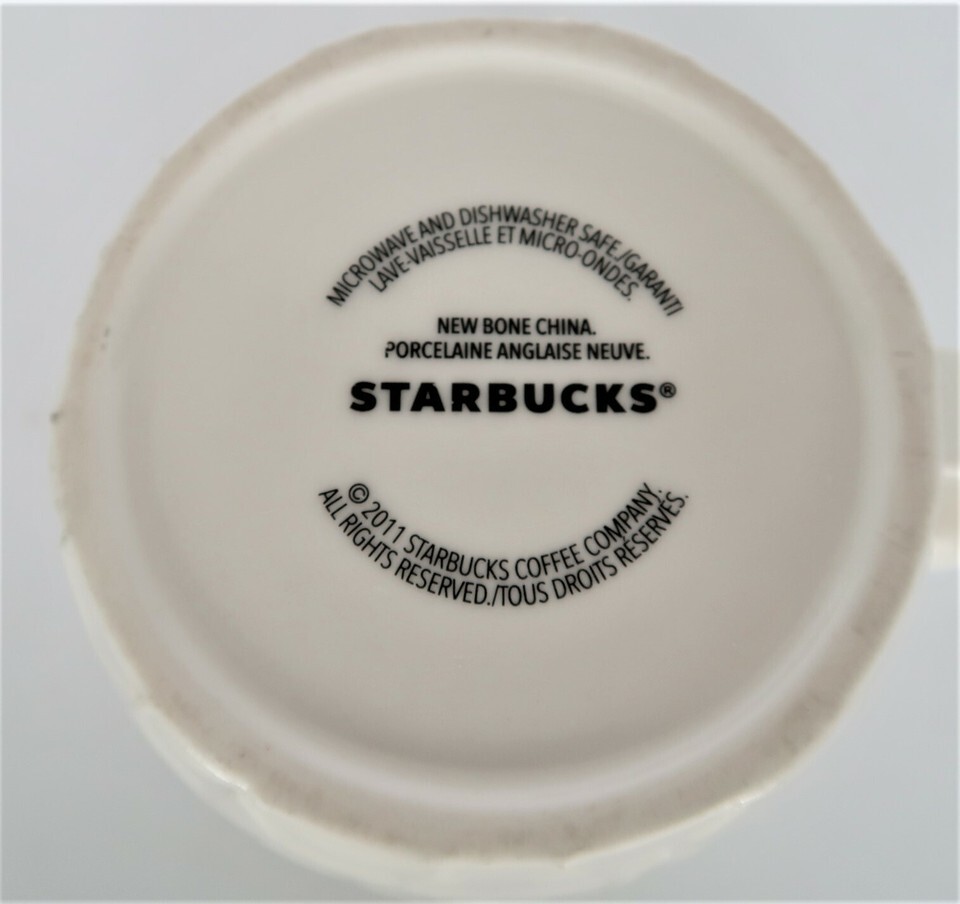 MICROWAVE AND DISHWASHER SAFE./GARANTI
LAVE-VAISSELLE ET MICRO-ONDES.
NEW BONE CHINA.
PORCELAINE ANGLAISE NEUVE.
STARBUCKS®
© 2011 STARBUCKS COFFEE COMPANY.
ALL RIGHTS RESERVED./TOUS DROITS RÉSERVÉS.